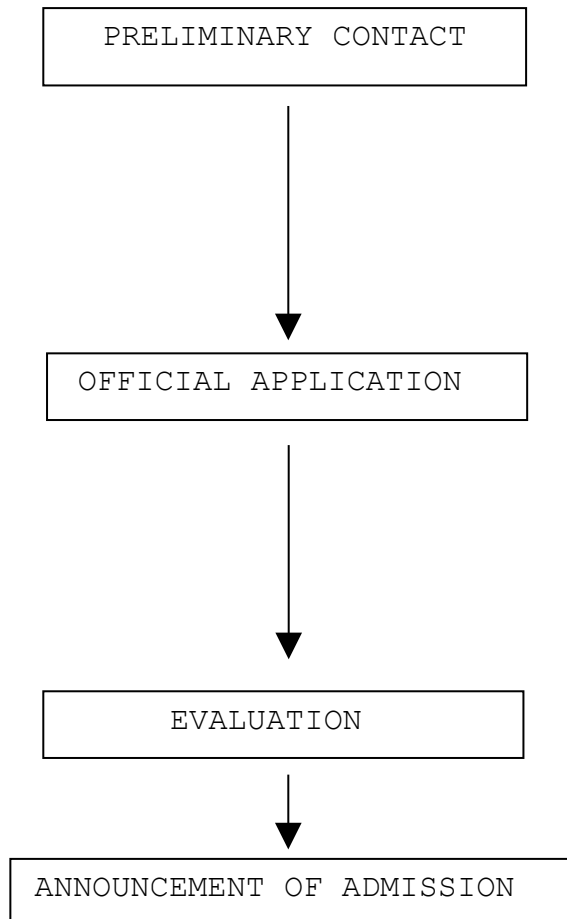 PRELIMINARY CONTACT
OFFICIAL APPLICATION
EVALUATION
ANNOUNCEMENT OF ADMISSION